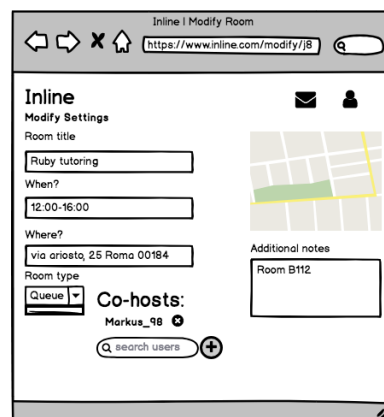 Inline | Modify Room
https://www.inline.com/modify/j8
Inline
Modify Settings
Room title
Ruby tutoring
When?
12:00-16:00
Where?
via ariosto, 25 Roma 00184
Room type
Queue
Co-hosts:
Markus_98
search users
Additional notes
Room B112